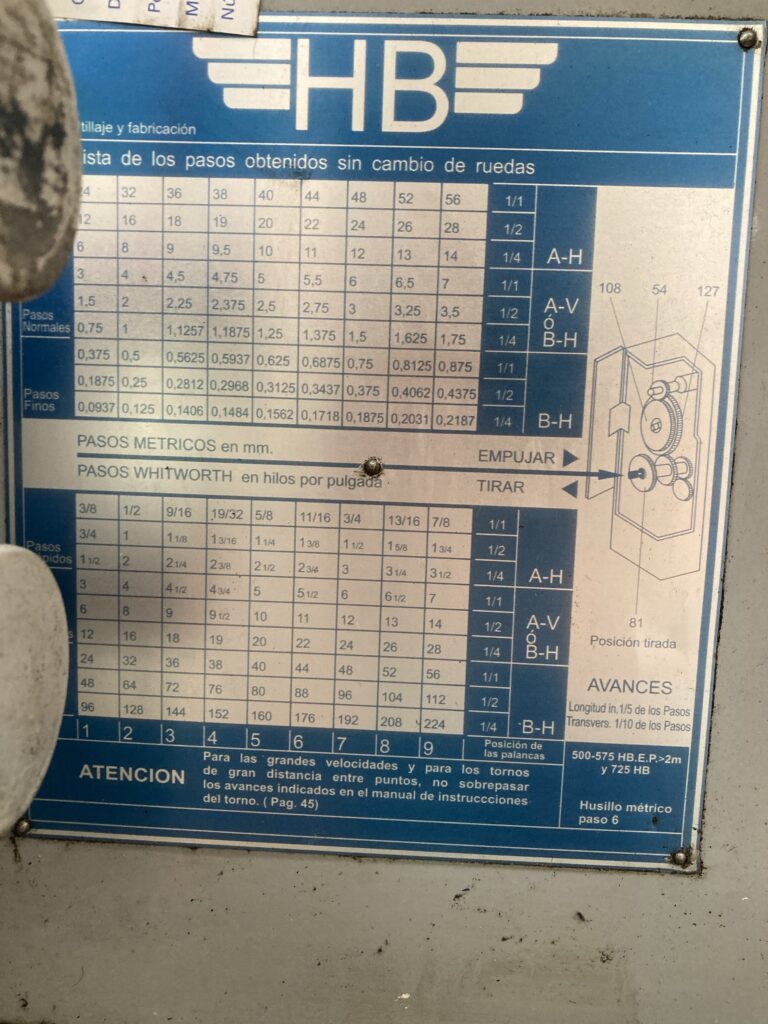 HB
tillaje y fabricación
ista de los pasos obtenidos sin cambio de ruedas
24 32 36 38 40 44 48 52 56 1/1
12 16 18 19 20 22 24 26 28 1/2
6 8 9 9,5 10 11 12 13 14 1/4 A-H
3 4 4,5 4,75 5 5,5 6 6,5 7 1/1
1,5 2 2,25 2,375 2,5 2,75 3 3,25 3,5 1/2 A-V ó B-H
Pasos Normales 0,75 1 1,1257 1,1875 1,25 1,375 1,5 1,625 1,75 1/4
0,375 0,5 0,5625 0,5937 0,625 0,6875 0,75 0,8125 0,875 1/1
0,1875 0,25 0,2812 0,2968 0,3125 0,3437 0,375 0,4062 0,4375 1/2
Pasos Finos 0,0937 0,125 0,1406 0,1484 0,1562 0,1718 0,1875 0,2031 0,2187 1/4 B-H
108 54 127
PASOS METRICOS en mm. EMPUJAR
PASOS WHITWORTH en hilos por pulgada TIRAR
3/8 1/2 9/16 19/32 5/8 11/16 3/4 13/16 7/8 1/1
3/4 1 1 1/8 1 3/16 1 1/4 1 3/8 1 1/2 1 5/8 1 3/4 1/2
Pasos pidos 1 1/2 2 2 1/4 2 3/8 2 1/2 2 3/4 3 3 1/4 3 1/2 1/4 A-H
3 4 4 1/2 4 3/4 5 5 1/2 6 6 1/2 7 1/1
6 8 9 9 1/2 10 11 12 13 14 1/2 A-V ó B-H
12 16 18 19 20 22 24 26 28 1/4
24 32 36 38 40 44 48 52 56 1/1
48 64 72 76 80 88 96 104 112 1/2
96 128 144 152 160 176 192 208 224 1/4 B-H
1 2 3 4 5 6 7 8 9 Posición de las palancas
81
Posición tirada
AVANCES
Longitud in.1/5 de los Pasos
Transvers. 1/10 de los Pasos
ATENCION
Para las grandes velocidades y para los tornos
de gran distancia entre puntos, no sobrepasar
los avances indicados en el manual de instruccciones
del torno. ( Pag. 45)
500-575 HB.E.P.>2m
y 725 HB
Husillo métrico
paso 6